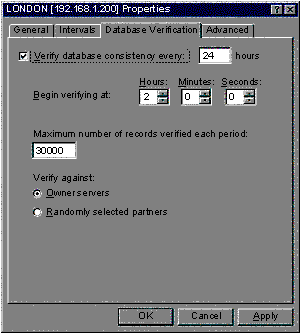 LONDON [192.168.1.200] Properties
General Intervals Database Verification Advanced
Verify database consistency every: 24 hours
Hours: Minutes: Seconds:
Begin verifying at: 2 0 0
Maximum number of records verified each period:
30000
Verify against:
Owner servers
Randomly selected partners
OK Cancel Apply